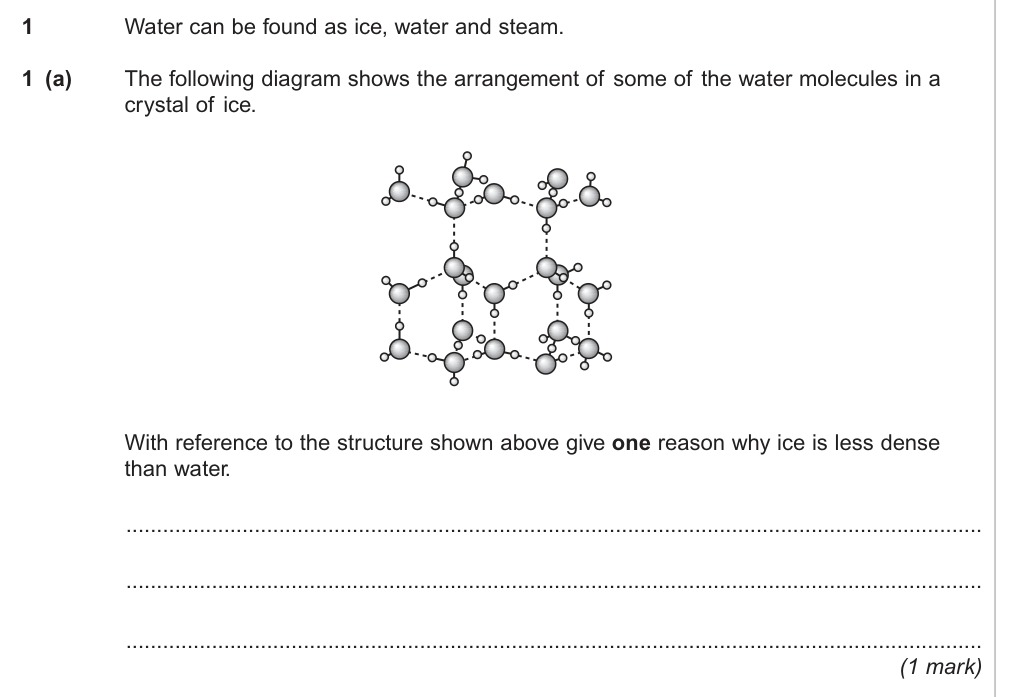 1 Water can be found as ice, water and steam.
1 (a) The following diagram shows the arrangement of some of the water molecules in a
crystal of ice.
With reference to the structure shown above give one reason why ice is less dense
than water.
(1 mark)